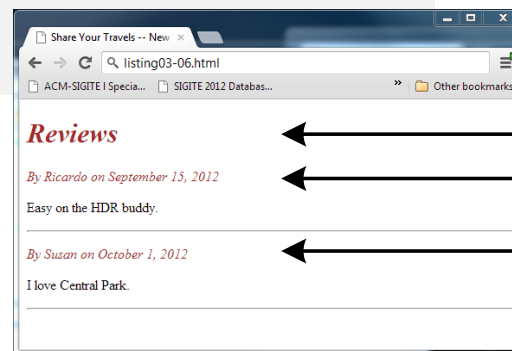 Share Your Travels -- New
listing03-06.html
ACM-SIGITE I Specia... SIGITE 2012 Databas... » Other bookmarks
Reviews
By Ricardo on September 15, 2012
Easy on the HDR buddy.
By Susan on October 1, 2012
I love Central Park.